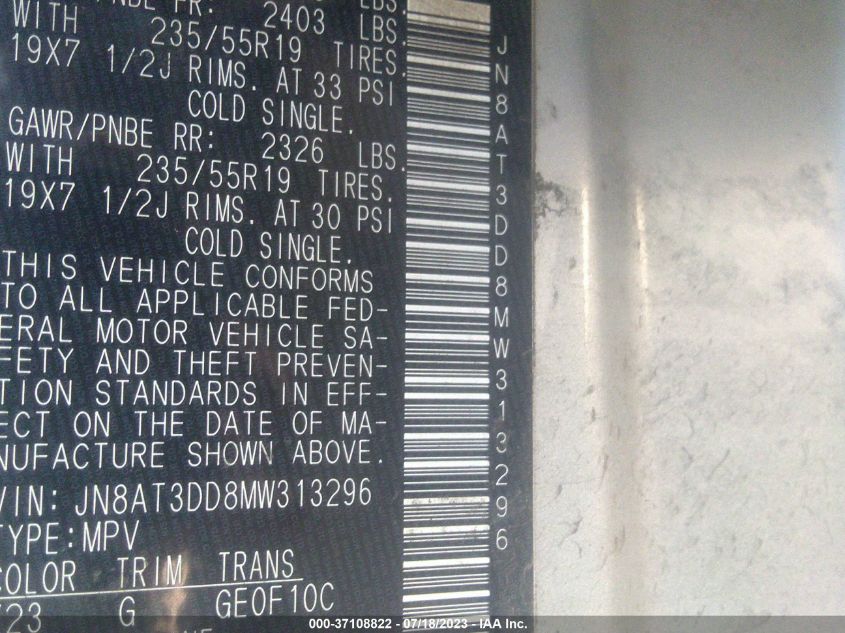 /PNBE FR: 2403 LBS.
WITH 235/55R19 TIRES.
19X7 1/2J RIMS. AT 33 PSI
COLD SINGLE.
GAWR/PNBE RR: 2326 LBS.
WITH 235/55R19 TIRES.
19X7 1/2J RIMS. AT 30 PSI
COLD SINGLE.
THIS VEHICLE CONFORMS
TO ALL APPLICABLE FED-
ERAL MOTOR VEHICLE SA-
FETY AND THEFT PREVEN-
TION STANDARDS IN EFF-
ECT ON THE DATE OF MA-
NUFACTURE SHOWN ABOVE.
VIN: JN8AT3DD8MW313296
TYPE:MPV
COLOR TRIM TRANS
G GEOF10C
JN8AT3DD8MW313296
000-37108822 - 07/18/2023 - IAA Inc.